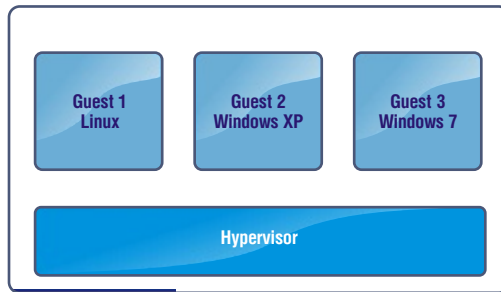 Guest 1
Linux
Guest 2
Windows XP
Guest 3
Windows 7
Hypervisor